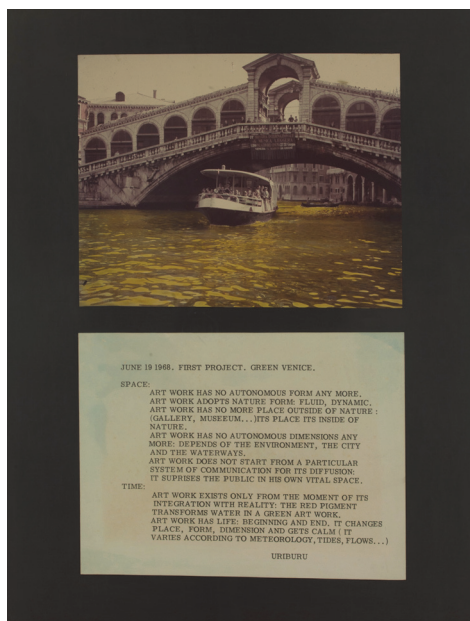 JUNE 19 1968. FIRST PROJECT. GREEN VENICE.
SPACE:
ART WORK HAS NO AUTONOMOUS FORM ANY MORE.
ART WORK ADOPTS NATURE FORM: FLUID, DYNAMIC.
ART WORK HAS NO MORE PLACE OUTSIDE OF NATURE :
(GALLERY, MUSEEUM...)ITS PLACE ITS INSIDE OF
NATURE.
ART WORK HAS NO AUTONOMOUS DIMENSIONS ANY
MORE: DEPENDS OF THE ENVIRONMENT, THE CITY
AND THE WATERWAYS.
ART WORK DOES NOT START FROM A PARTICULAR
SYSTEM OF COMMUNICATION FOR ITS DIFFUSION:
IT SUPRISES THE PUBLIC IN HIS OWN VITAL SPACE.
TIME:
ART WORK EXISTS ONLY FROM THE MOMENT OF ITS
INTEGRATION WITH REALITY: THE RED PIGMENT
TRANSFORMS WATER IN A GREEN ART WORK.
ART WORK HAS LIFE: BEGINNING AND END. IT CHANGES
PLACE, FORM, DIMENSION AND GETS CALM ( IT
VARIES ACCORDING TO METEOROLOGY, TIDES, FLOWS...)
URIBURU